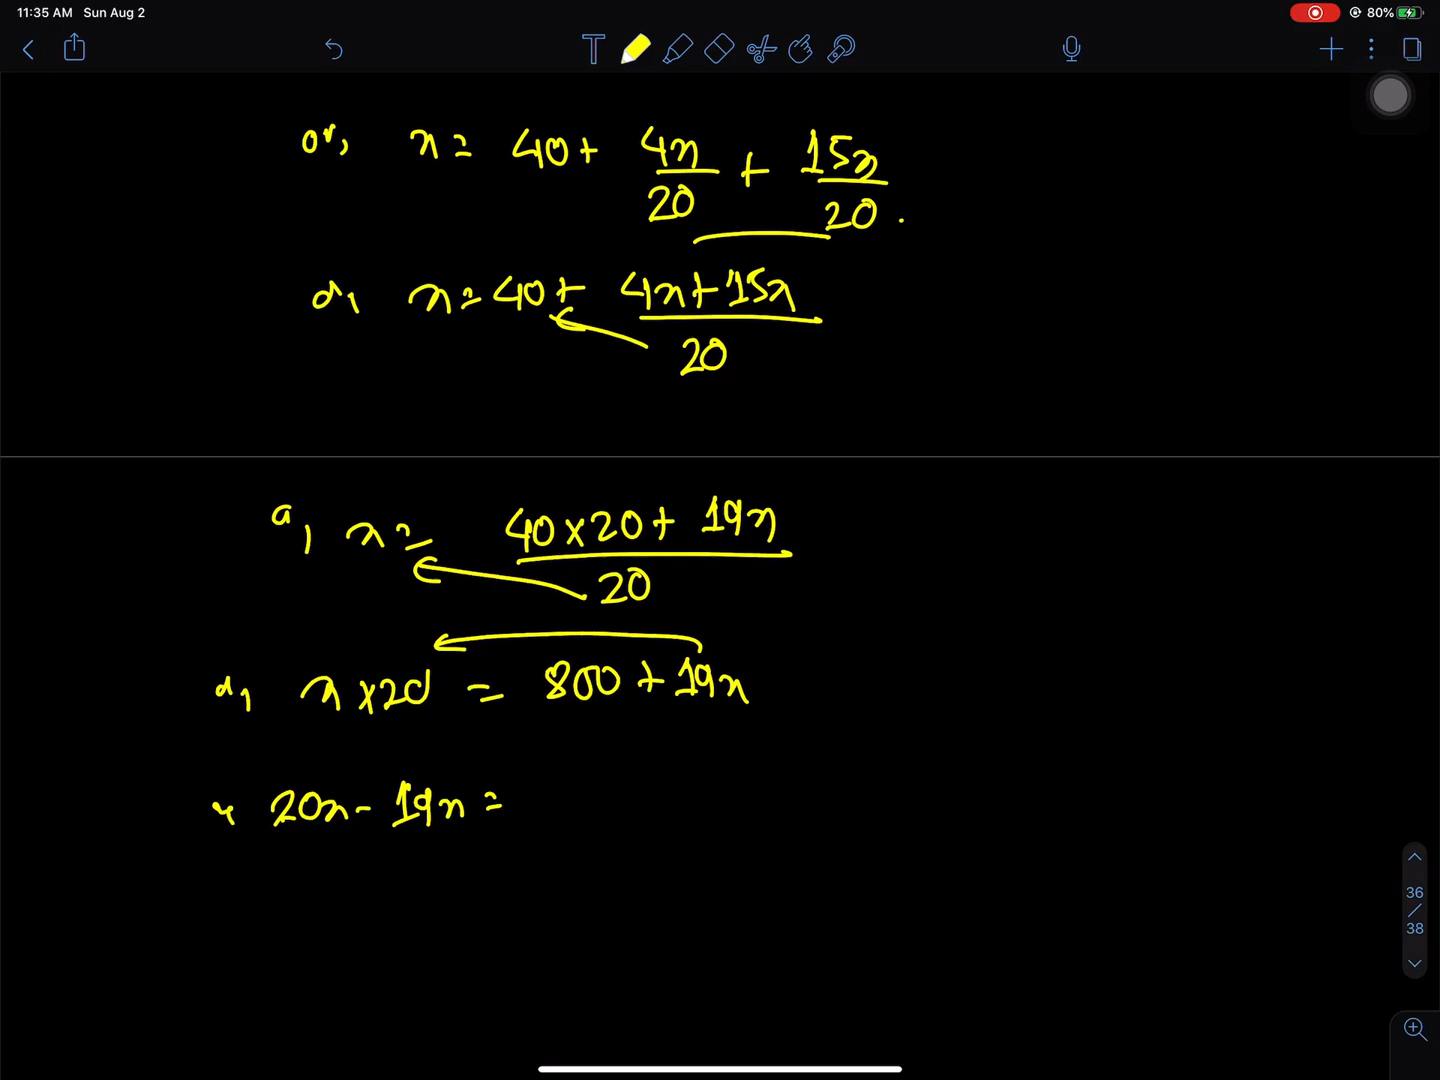 11:35 AM Sun Aug 2 80%
or, x = 40 + 4x/20 + 15x/20 .
or, x = 40 + (4x + 15x)/20
or, x = (40 × 20 + 19x)/20
or, x × 20 = 800 + 19x
or 20x - 19x =
36
/
38